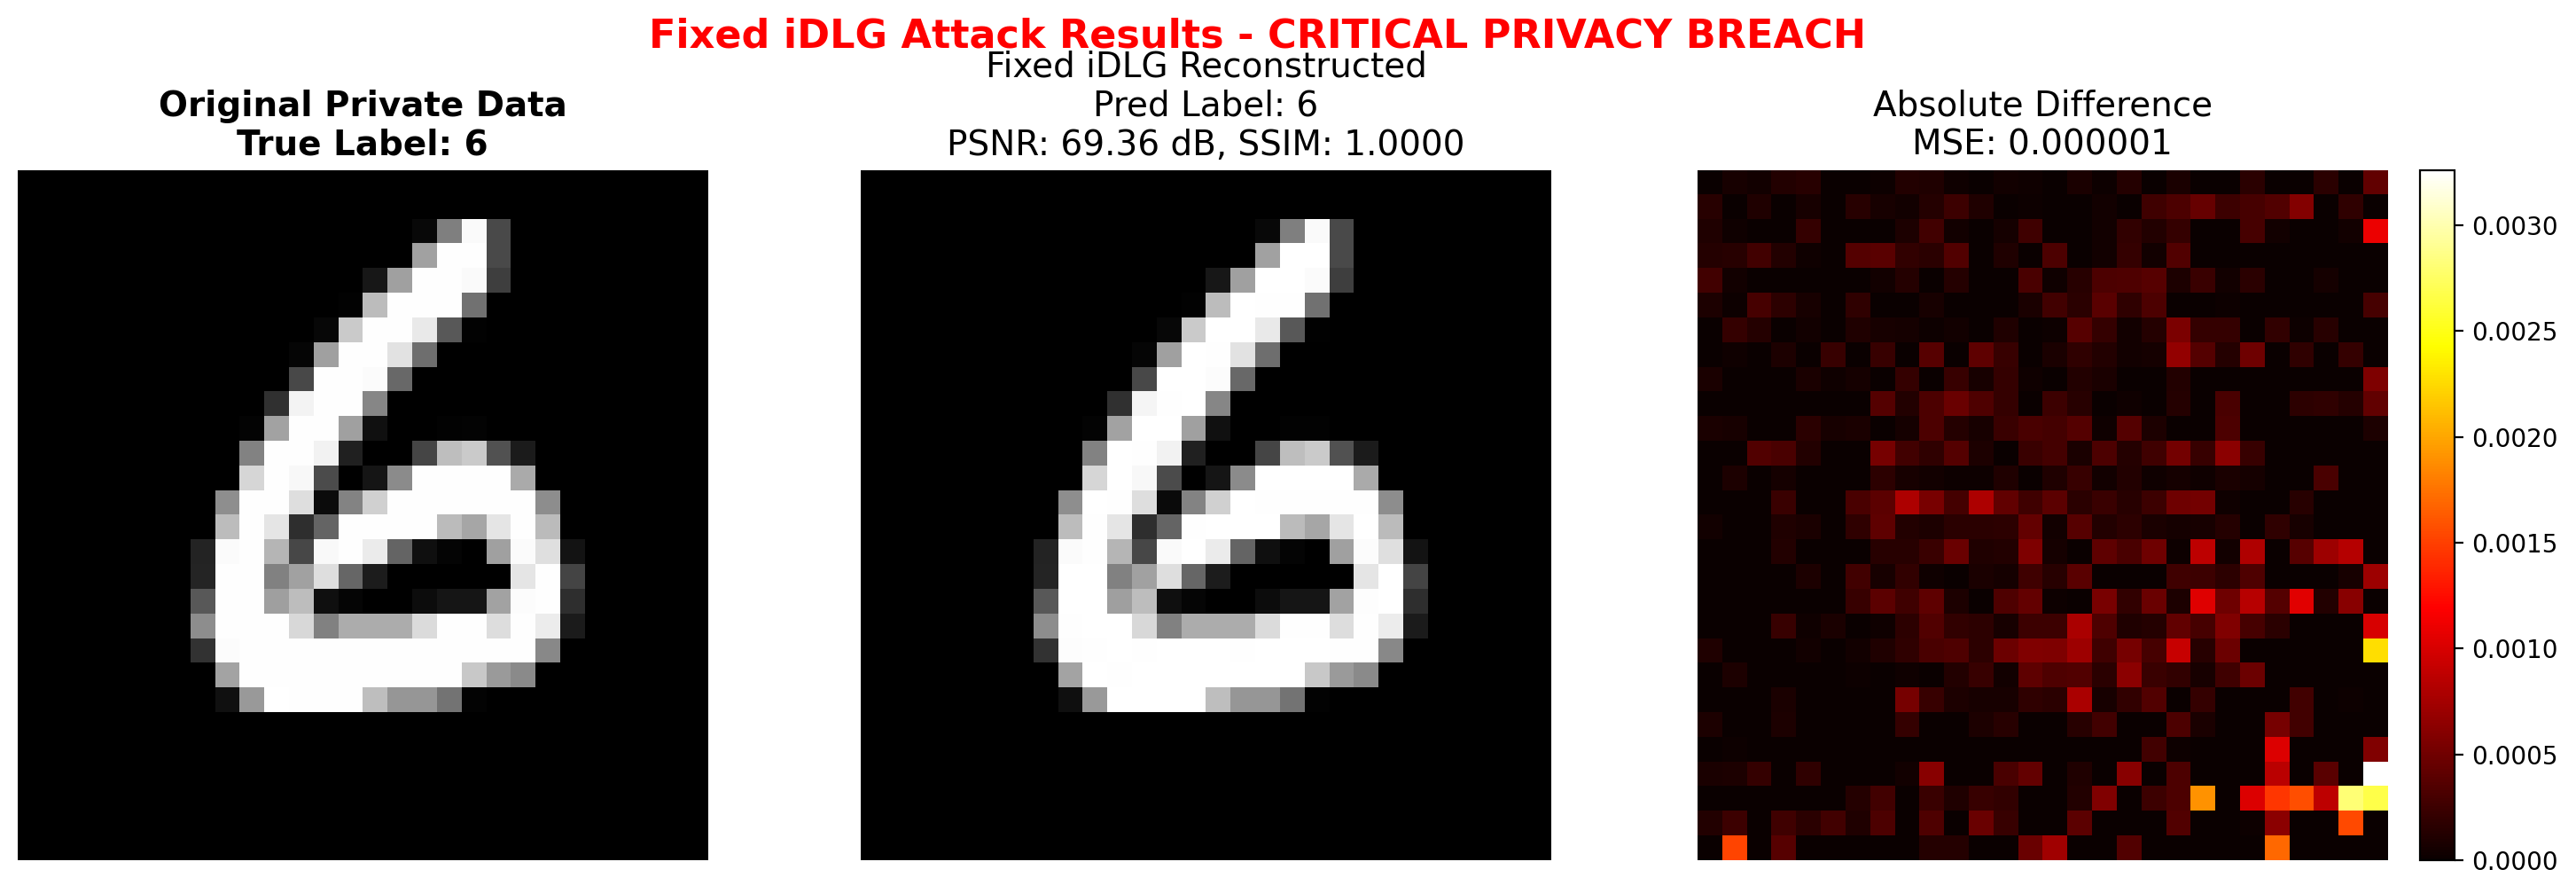 Fixed iDLG Attack Results - CRITICAL PRIVACY BREACH
Original Private Data
True Label: 6
Fixed iDLG Reconstructed
Pred Label: 6
PSNR: 69.36 dB, SSIM: 1.0000
Absolute Difference
MSE: 0.000001
0.0030
0.0025
0.0020
0.0015
0.0010
0.0005
0.0000
6
6